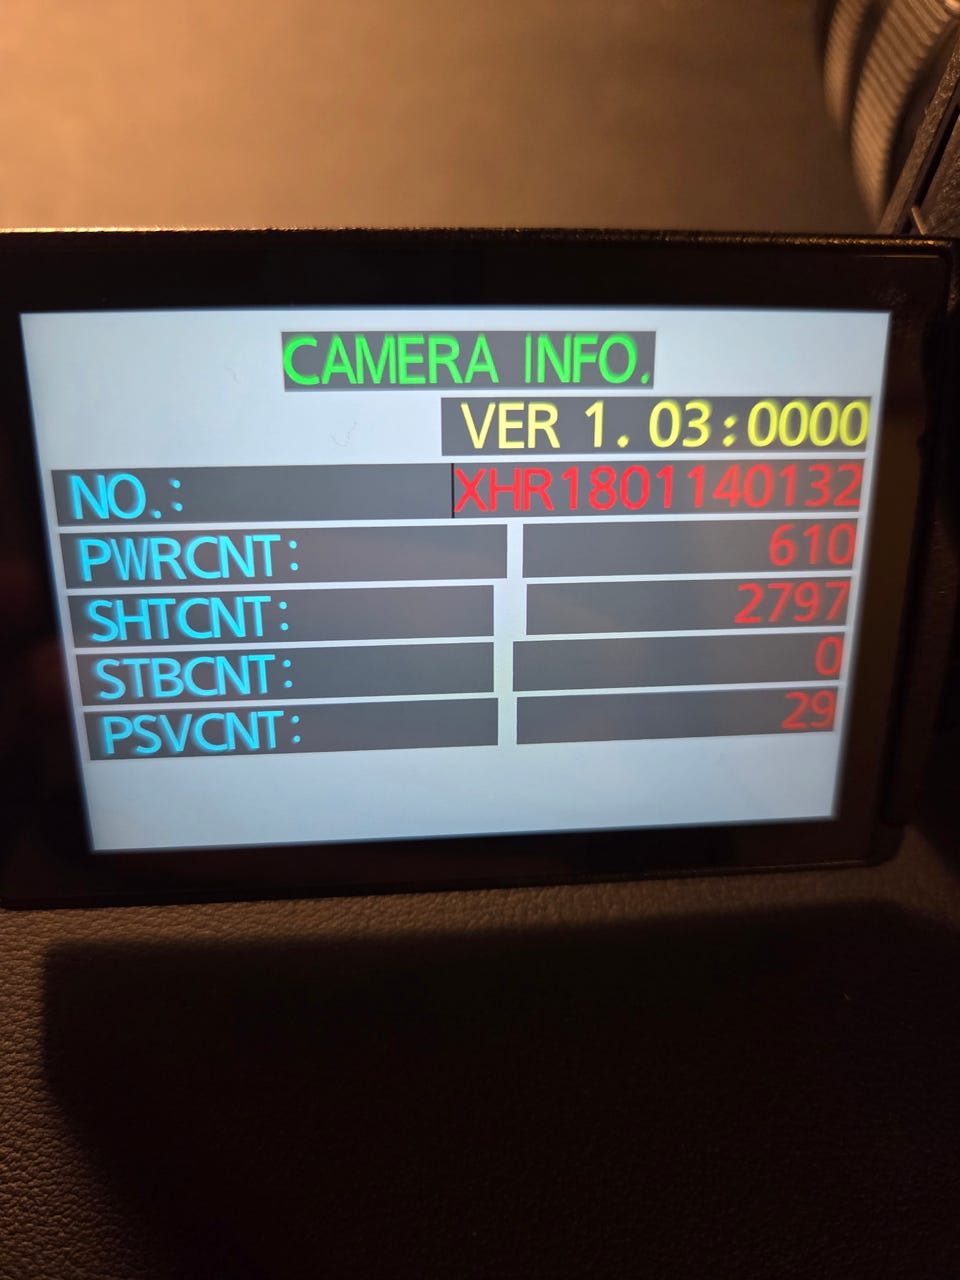 CAMERA INFO.
VER 1.03:0000
NO.: XHR1801140132
PWRCNT: 610
SHTCNT: 2797
STBCNT: 0
PSVCNT: 29